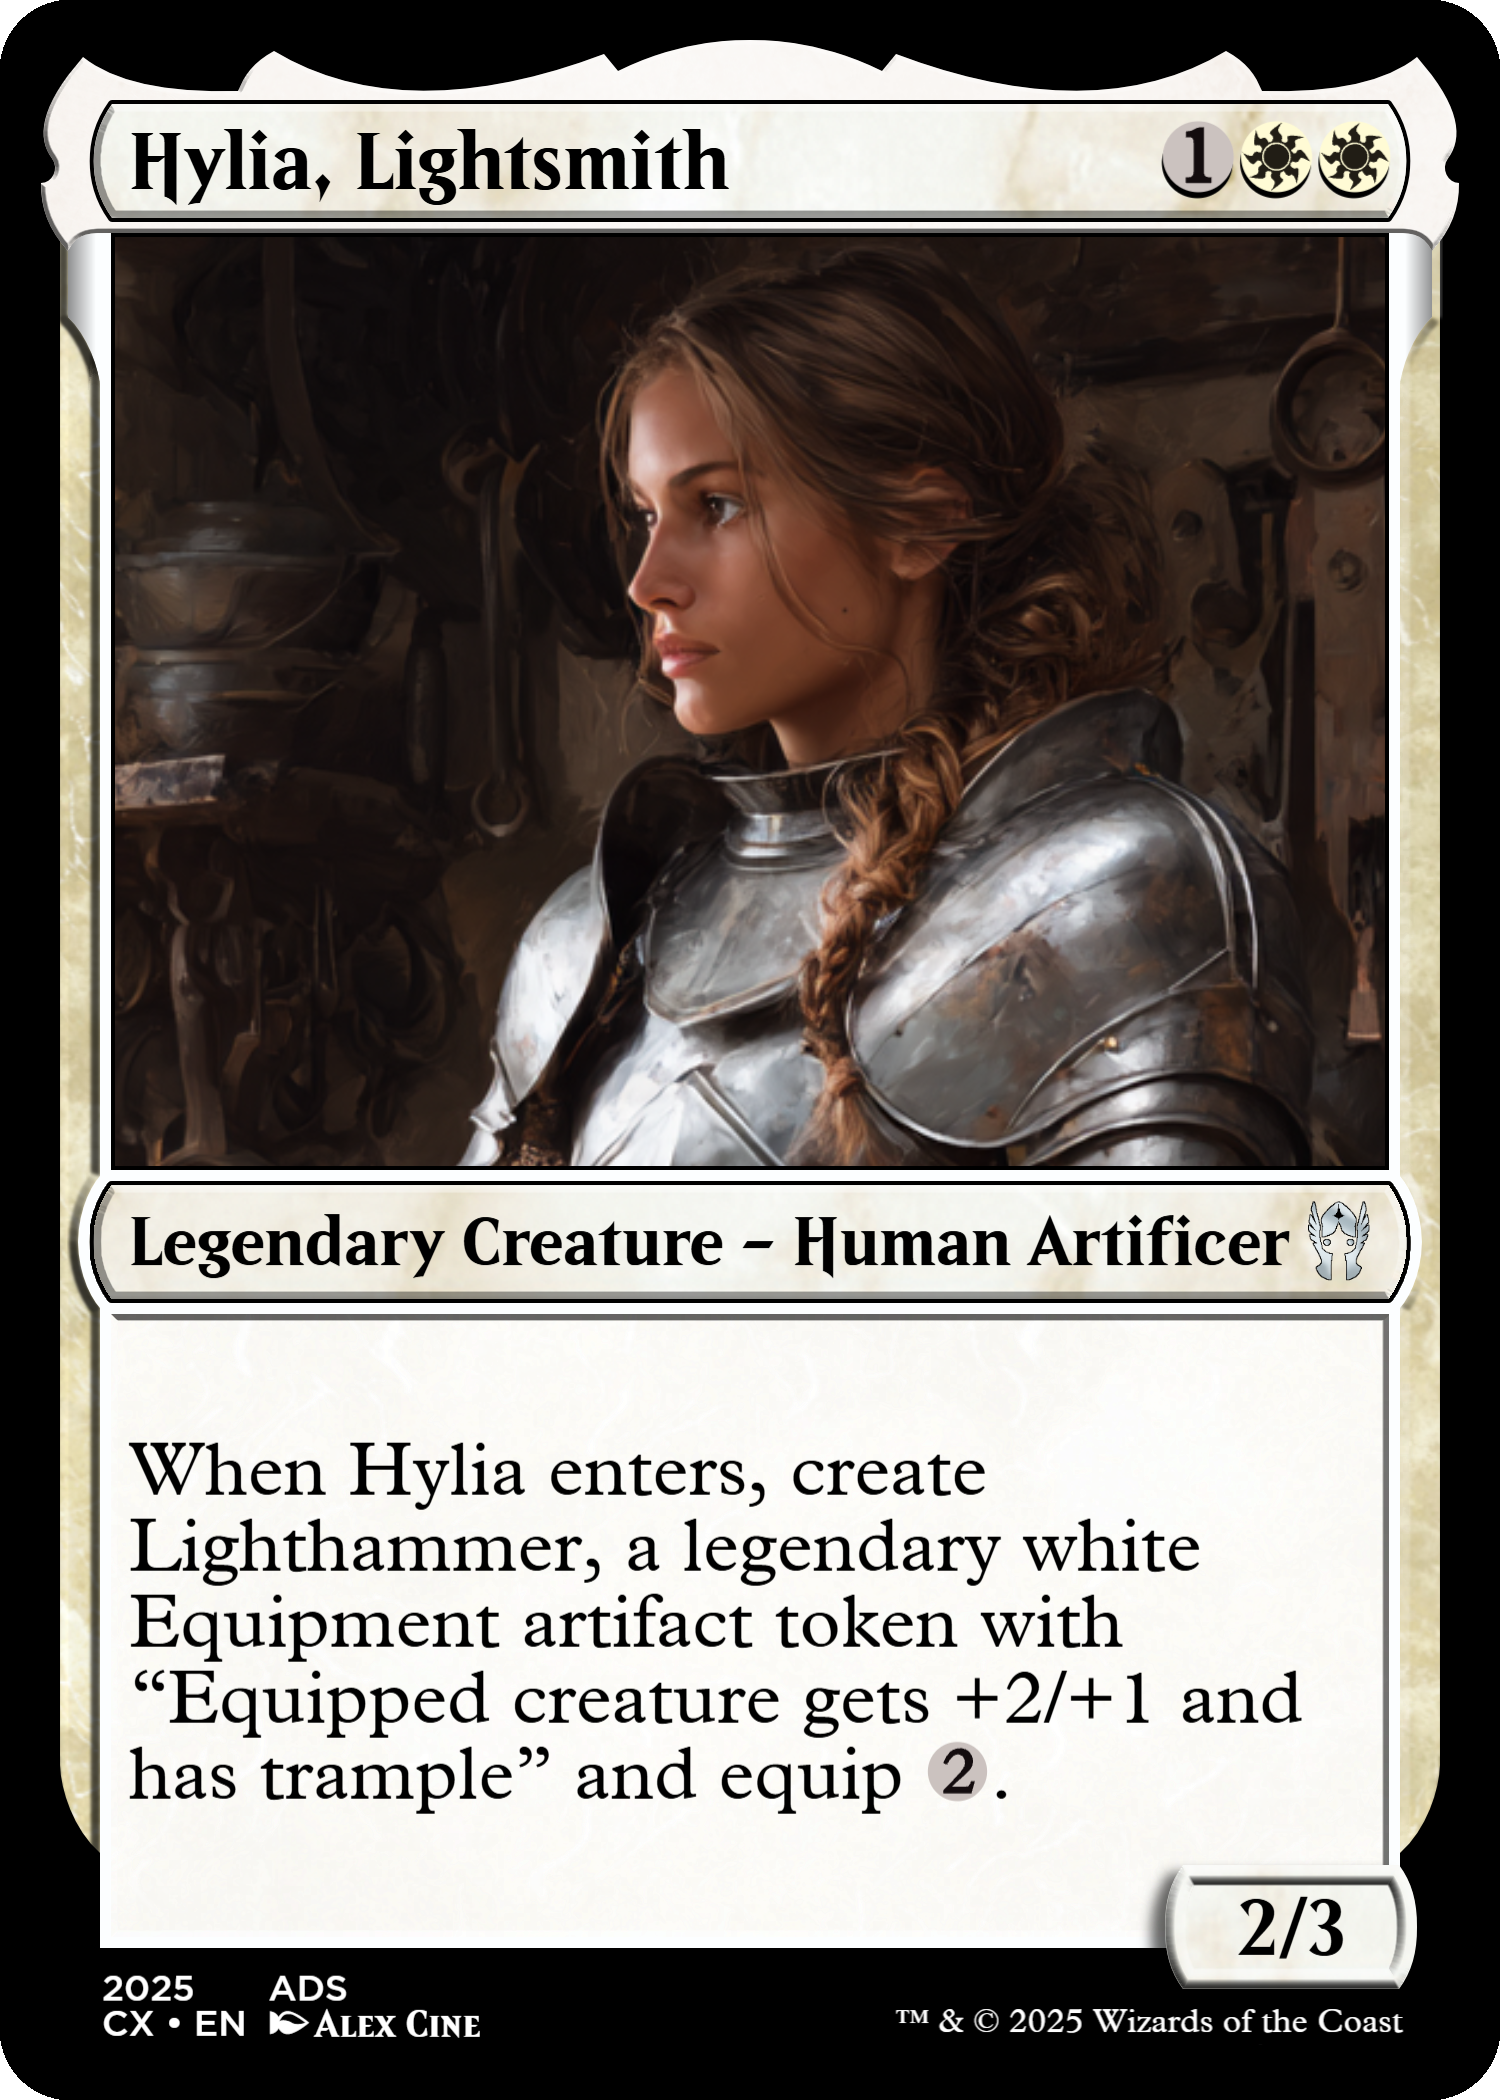 Hylia, Lightsmith 1
Legendary Creature – Human Artificer
When Hylia enters, create
Lighthammer, a legendary white
Equipment artifact token with
“Equipped creature gets +2/+1 and
has trample” and equip 2.
2/3
2025 ADS
CX • EN ALEX CINE
™ & © 2025 Wizards of the Coast